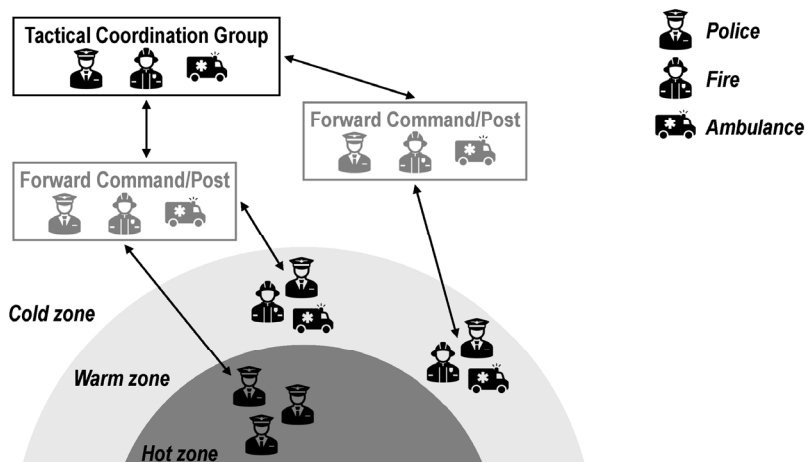 Tactical Coordination Group
Police
Fire
Ambulance
Forward Command/Post
Forward Command/Post
Cold zone
Warm zone
Hot zone